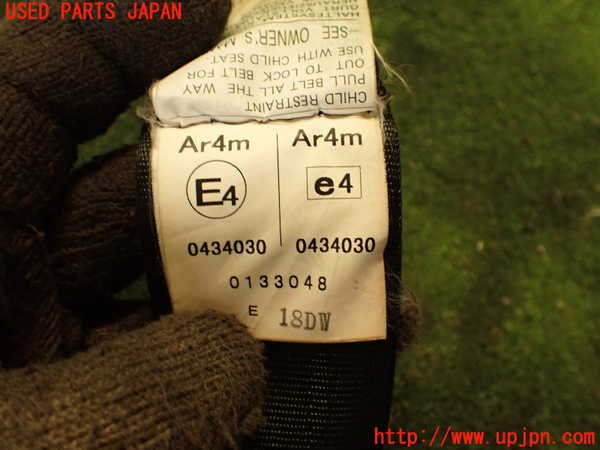 USED PARTS JAPAN
CHILD RESTRAINT
PULL BELT ALL THE WAY
OUT TO LOCK BELT FOR
USE WITH CHILD SEAT
—SEE OWNER'S
Ar4m Ar4m
E4 e4
0434030 0434030
0133048
E 18DW
http://www.upjpn.com/